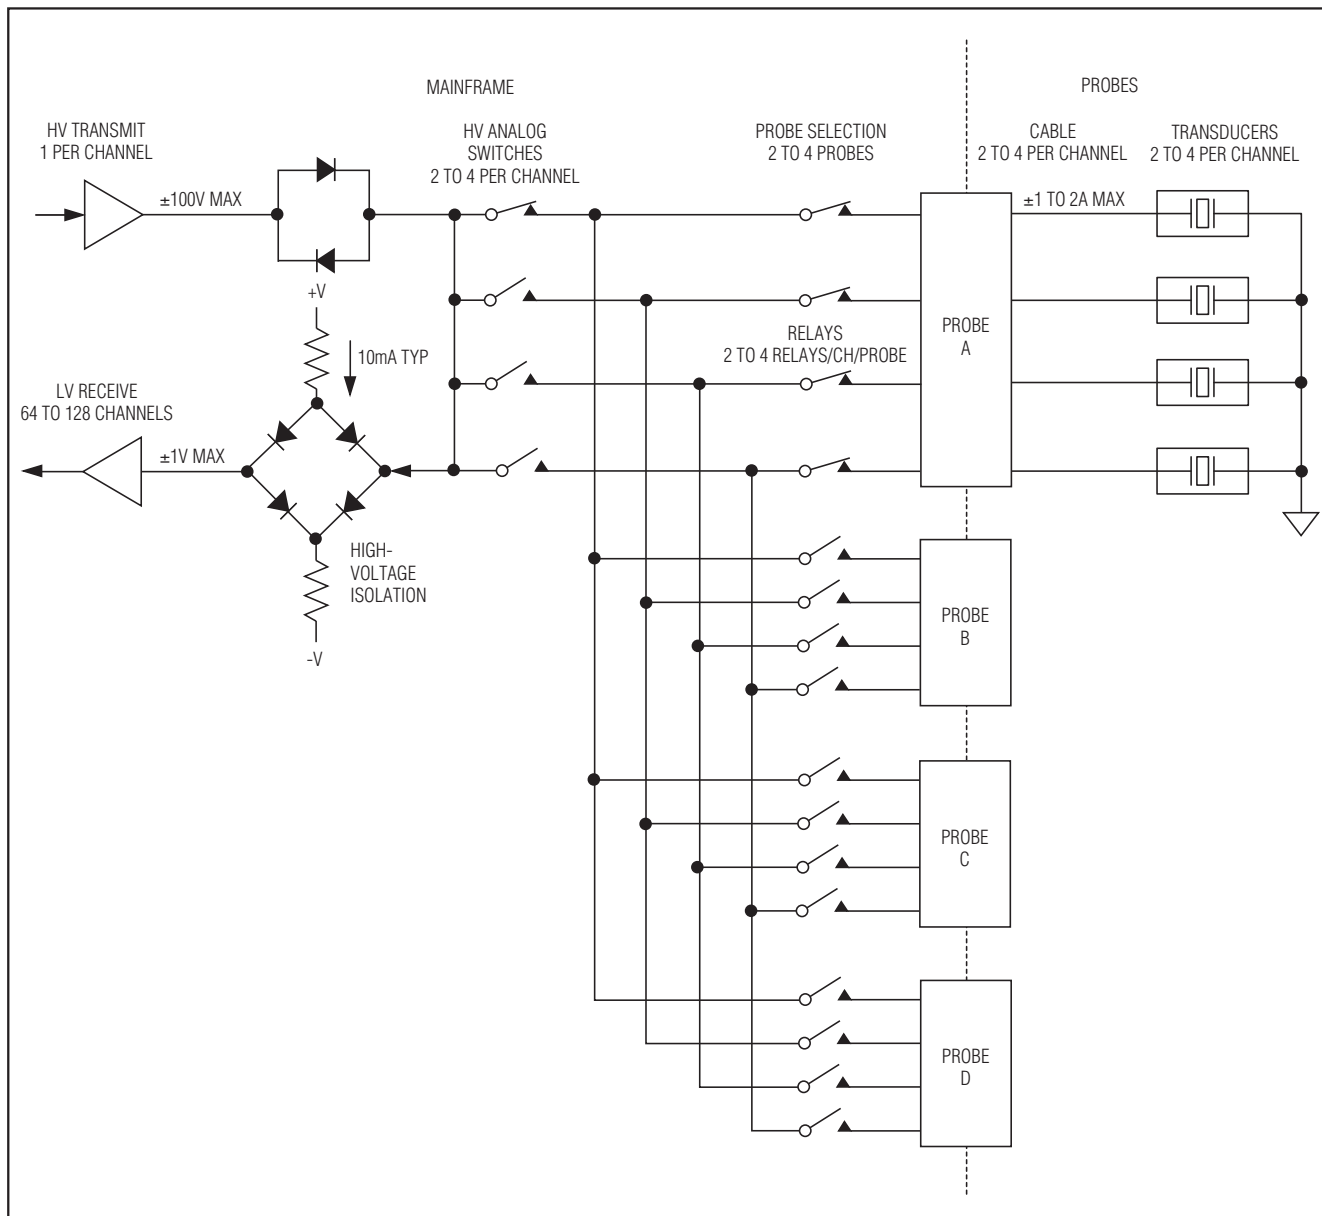 MAINFRAME
PROBES
HV TRANSMIT
1 PER CHANNEL
HV ANALOG
SWITCHES
2 TO 4 PER CHANNEL
PROBE SELECTION
2 TO 4 PROBES
CABLE
2 TO 4 PER CHANNEL
TRANSDUCERS
2 TO 4 PER CHANNEL
±100V MAX
±1 TO 2A MAX
+V
10mA TYP
RELAYS
2 TO 4 RELAYS/CH/PROBE
PROBE
A
LV RECEIVE
64 TO 128 CHANNELS
±1V MAX
HIGH-
VOLTAGE
ISOLATION
-V
PROBE
B
PROBE
C
PROBE
D